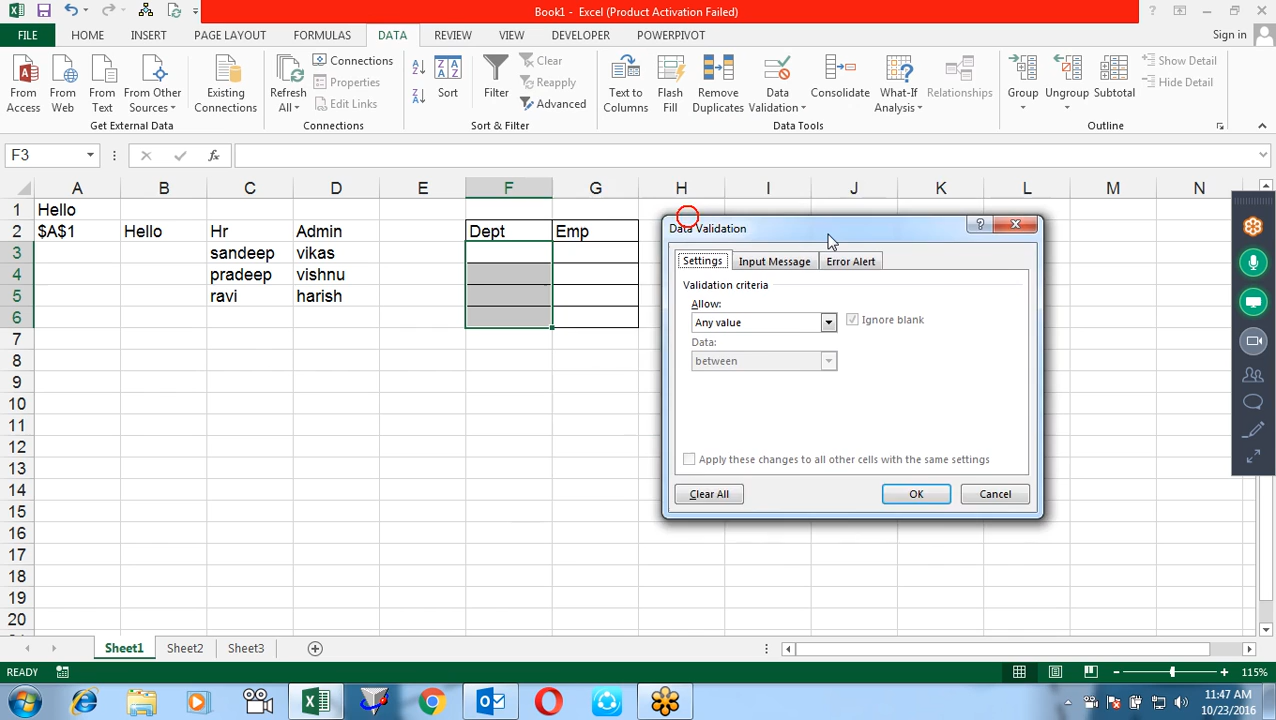 Book1 - Excel (Product Activation Failed)
FILE HOME INSERT PAGE LAYOUT FORMULAS DATA REVIEW VIEW DEVELOPER POWERPIVOT Sign in
From Access
From Web
From Text
From Other Sources
Existing Connections
Get External Data
Refresh All
Connections
Properties
Edit Links
Connections
Sort
Filter
Clear
Reapply
Advanced
Sort & Filter
Text to Columns
Flash Fill
Remove Duplicates
Data Validation
Consolidate
What-If Analysis
Relationships
Data Tools
Group
Ungroup
Subtotal
Show Detail
Hide Detail
Outline
F3
A B C D E F G H I J K L M N
1 Hello
2 $A$1 Hello Hr Admin Dept Emp
3 sandeep vikas
4 pradeep vishnu
5 ravi harish
6
7
8
9
10
11
12
13
14
15
16
17
18
19
20
Data Validation
Settings Input Message Error Alert
Validation criteria
Allow:
Any value Ignore blank
Data:
between
Apply these changes to all other cells with the same settings
Clear All OK Cancel
Sheet1 Sheet2 Sheet3
READY 115%
11:47 AM
10/23/2016